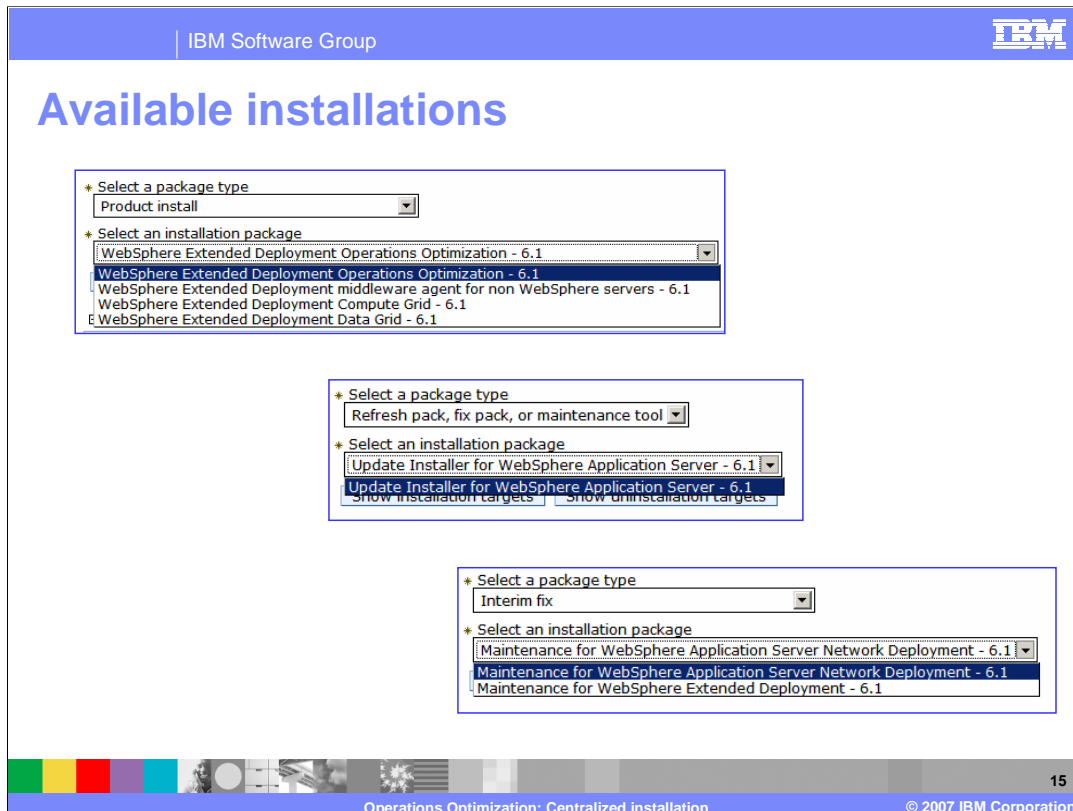 IBM Software Group
IBM
Available installations
* Select a package type
Product install
* Select an installation package
WebSphere Extended Deployment Operations Optimization - 6.1
WebSphere Extended Deployment Operations Optimization - 6.1
WebSphere Extended Deployment middleware agent for non WebSphere servers - 6.1
WebSphere Extended Deployment Compute Grid - 6.1
WebSphere Extended Deployment Data Grid - 6.1
* Select a package type
Refresh pack, fix pack, or maintenance tool
* Select an installation package
Update Installer for WebSphere Application Server - 6.1
Update Installer for WebSphere Application Server - 6.1
Show installation targets Show uninstallation targets
* Select a package type
Interim fix
* Select an installation package
Maintenance for WebSphere Application Server Network Deployment - 6.1
Maintenance for WebSphere Application Server Network Deployment - 6.1
Maintenance for WebSphere Extended Deployment - 6.1
15
Operations Optimization: Centralized installation
© 2007 IBM Corporation